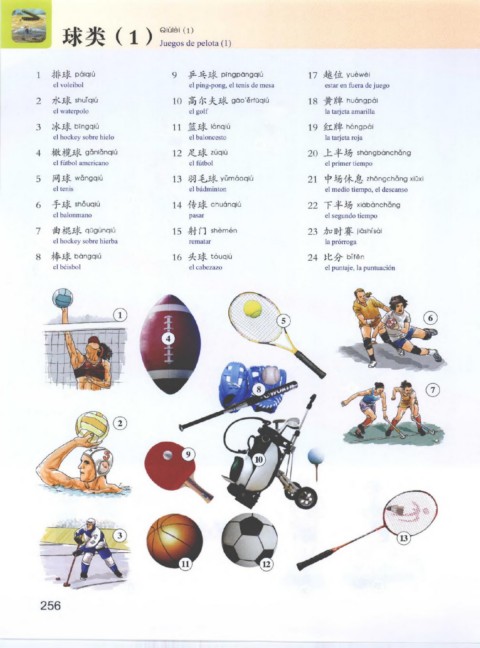 球类（1） Qiúlèi (1)
Juegos de pelota (1)
1 排球 páiqiú
el voleibol
2 水球 shuǐqiú
el waterpolo
3 冰球 bīngqiú
el hockey sobre hielo
4 橄榄球 gǎnlǎnqiú
el fútbol americano
5 网球 wǎngqiú
el tenis
6 手球 shǒuqiú
el balonmano
7 曲棍球 qūgùnqiú
el hockey sobre hierba
8 棒球 bàngqiú
el béisbol
9 乒乓球 pīngpāngqiú
el ping-pong, el tenis de mesa
10 高尔夫球 gāo'ěrfūqiú
el golf
11 篮球 lánqiú
el baloncesto
12 足球 zúqiú
el fútbol
13 羽毛球 yǔmáoqiú
el bádminton
14 传球 chuánqiú
pasar
15 射门 shèmén
rematar
16 头球 tóuqiú
el cabezazo
17 越位 yuèwèi
estar en fuera de juego
18 黄牌 huángpái
la tarjeta amarilla
19 红牌 hóngpái
la tarjeta roja
20 上半场 shàngbànchǎng
el primer tiempo
21 中场休息 zhōngchǎng xiūxi
el medio tiempo, el descanso
22 下半场 xiàbànchǎng
el segundo tiempo
23 加时赛 jiāshísài
la prórroga
24 比分 bǐfēn
el puntaje, la puntuación
1
4
5
6
8
7
2
9
10
3
11
12
13
256